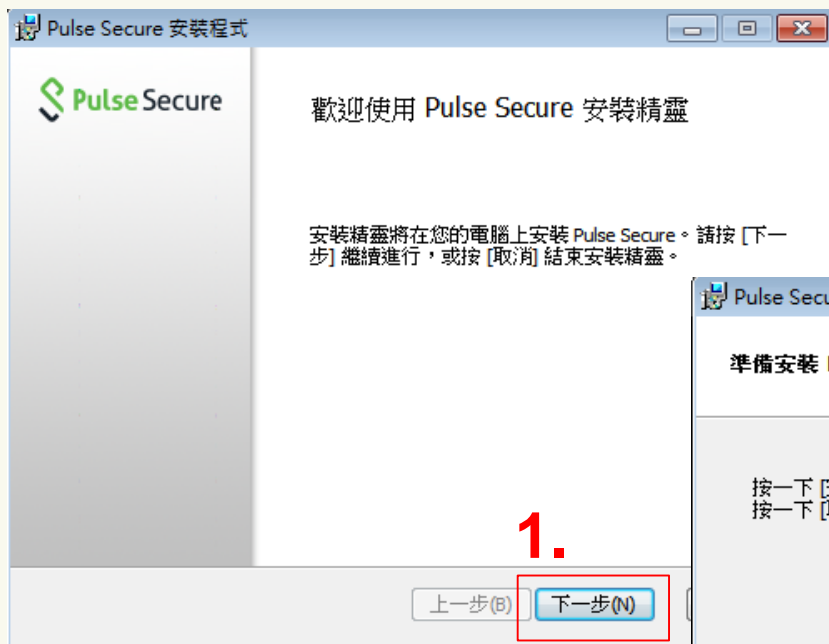 Pulse Secure 安裝程式
Pulse Secure
歡迎使用 Pulse Secure 安裝精靈
安裝精靈將在您的電腦上安裝 Pulse Secure。請按 [下一
步] 繼續進行，或按 [取消] 結束安裝精靈。
Pulse Secu
準備安裝
按一下 [
按一下 [
1.
上一步(B)
下一步(N)